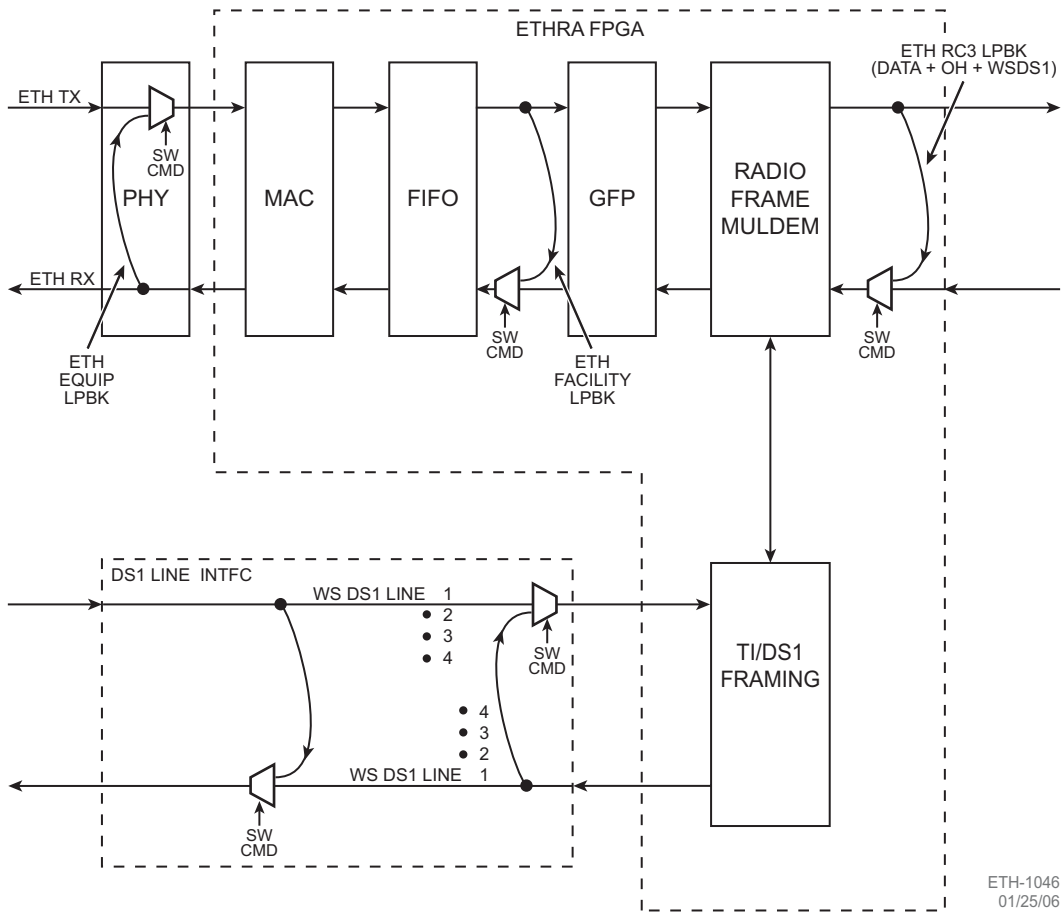 ETHRA FPGA
ETH RC3 LPBK
(DATA + OH + WSDS1)
ETH TX
SW
CMD
PHY
MAC
FIFO
GFP
RADIO
FRAME
MULDEM
ETH RX
SW
CMD
SW
CMD
ETH
EQUIP
LPBK
ETH
FACILITY
LPBK
DS1 LINE INTFC
WS DS1 LINE 1
2
3
4
SW
CMD
TI/DS1
FRAMING
4
3
2
WS DS1 LINE 1
SW
CMD
ETH-1046
01/25/06